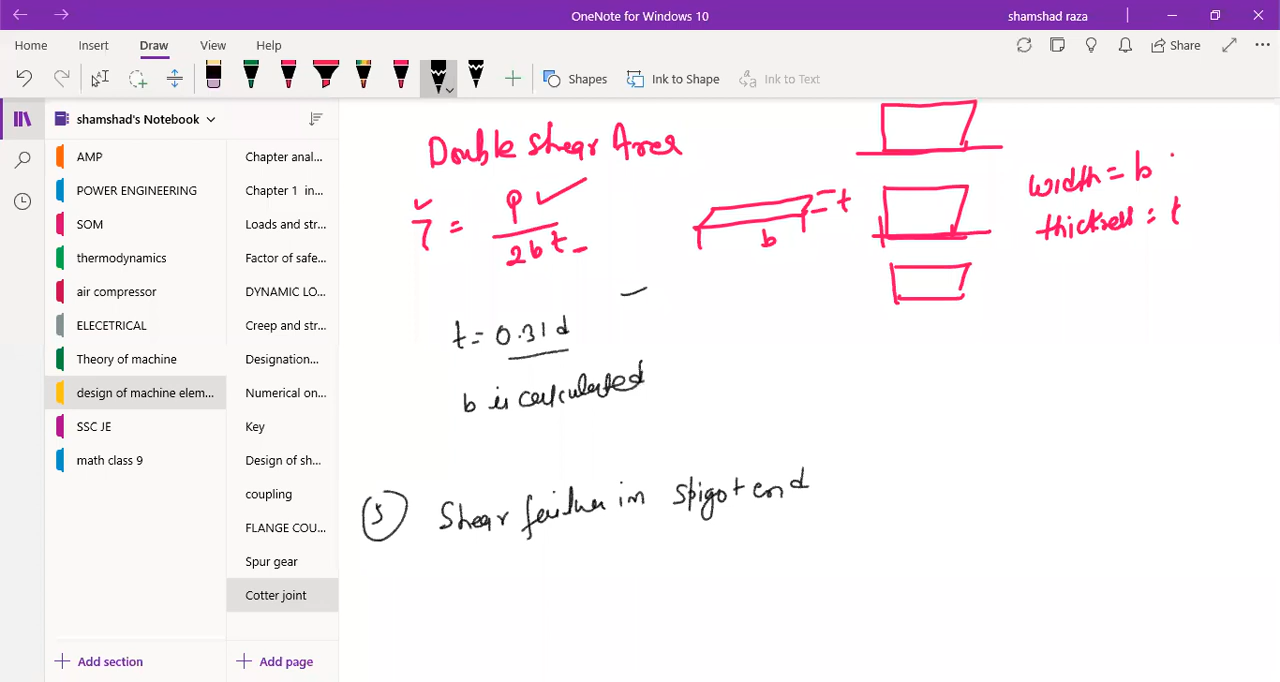 OneNote for Windows 10
shamshad raza
Home Insert Draw View Help
Share
Shapes
Ink to Shape
Ink to Text
shamshad's Notebook
AMP
POWER ENGINEERING
SOM
thermodynamics
air compressor
ELECETRICAL
Theory of machine
design of machine elem...
SSC JE
math class 9
Add section
Chapter anal...
Chapter 1 in...
Loads and str...
Factor of safe...
DYNAMIC LO...
Creep and str...
Designation...
Numerical on...
Key
Design of sh...
coupling
FLANGE COU...
Spur gear
Cotter joint
Add page
Double Shear Area
τ = P / 2bt
= t
b
width = b
thickness = t
t = 0.31d
b is calculated
5 Shear failure in spigot end